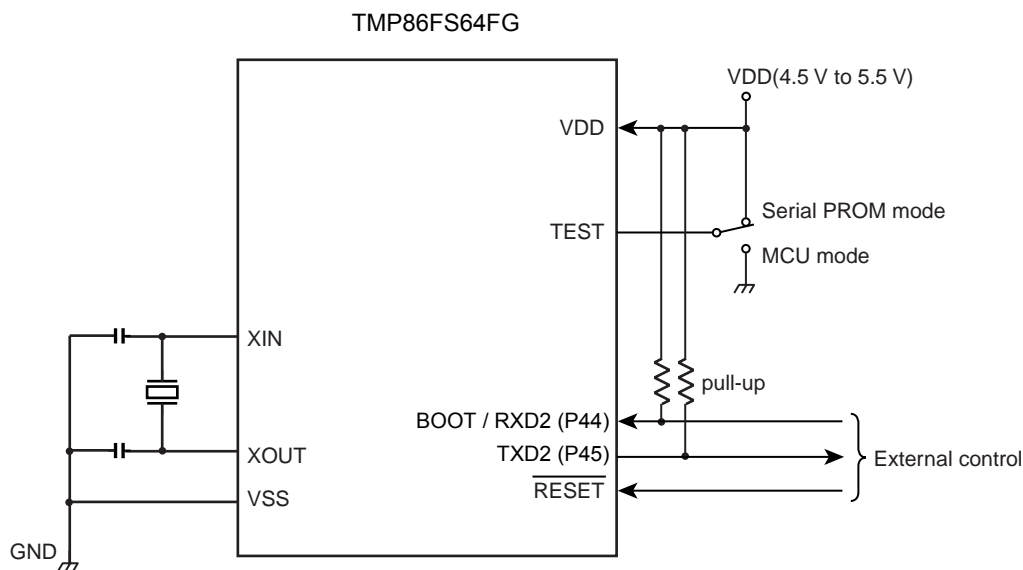 TMP86FS64FG
VDD(4.5 V to 5.5 V)
VDD
Serial PROM mode
TEST
MCU mode
XIN
pull-up
BOOT / RXD2 (P44)
XOUT
TXD2 (P45)
External control
RESET
VSS
GND